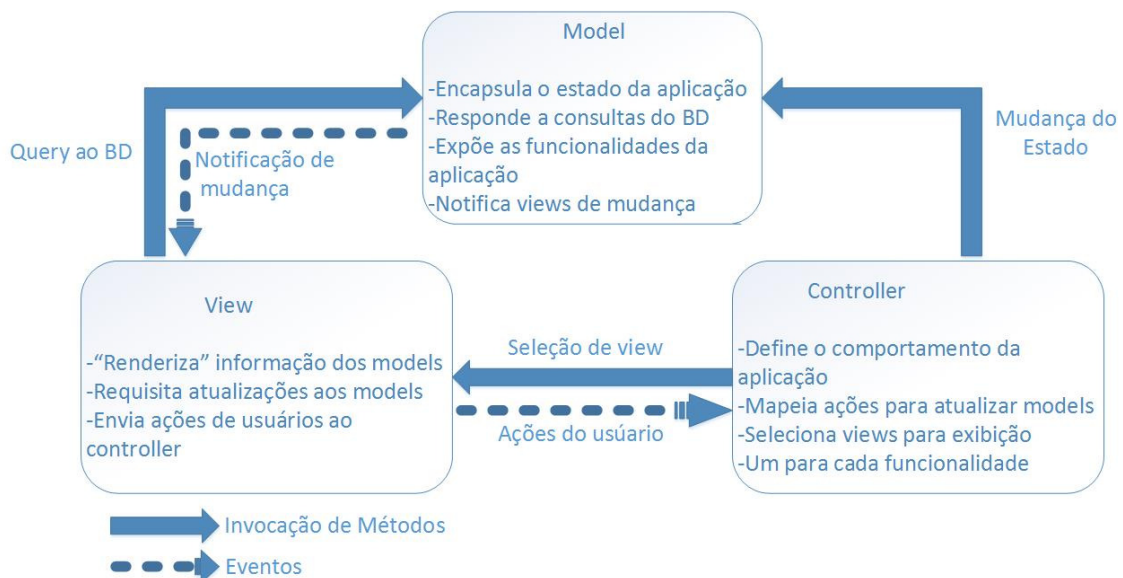 Model
-Encapsula o estado da aplicação
-Responde a consultas do BD
-Expõe as funcionalidades da
aplicação
-Notifica views de mudança
Query ao BD
Notificação de
mudança
Mudança do
Estado
View
-“Renderiza” informação dos models
-Requisita atualizações aos models
-Envia ações de usuários ao
controller
Seleção de view
Ações do usúario
Controller
-Define o comportamento da
aplicação
-Mapeia ações para atualizar models
-Seleciona views para exibição
-Um para cada funcionalidade
Invocação de Métodos
Eventos